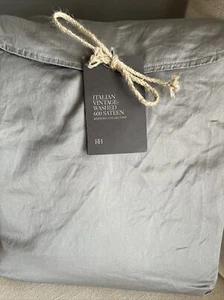 ITALIAN
VINTAGE-
WASHED
600 SATEEN
RH